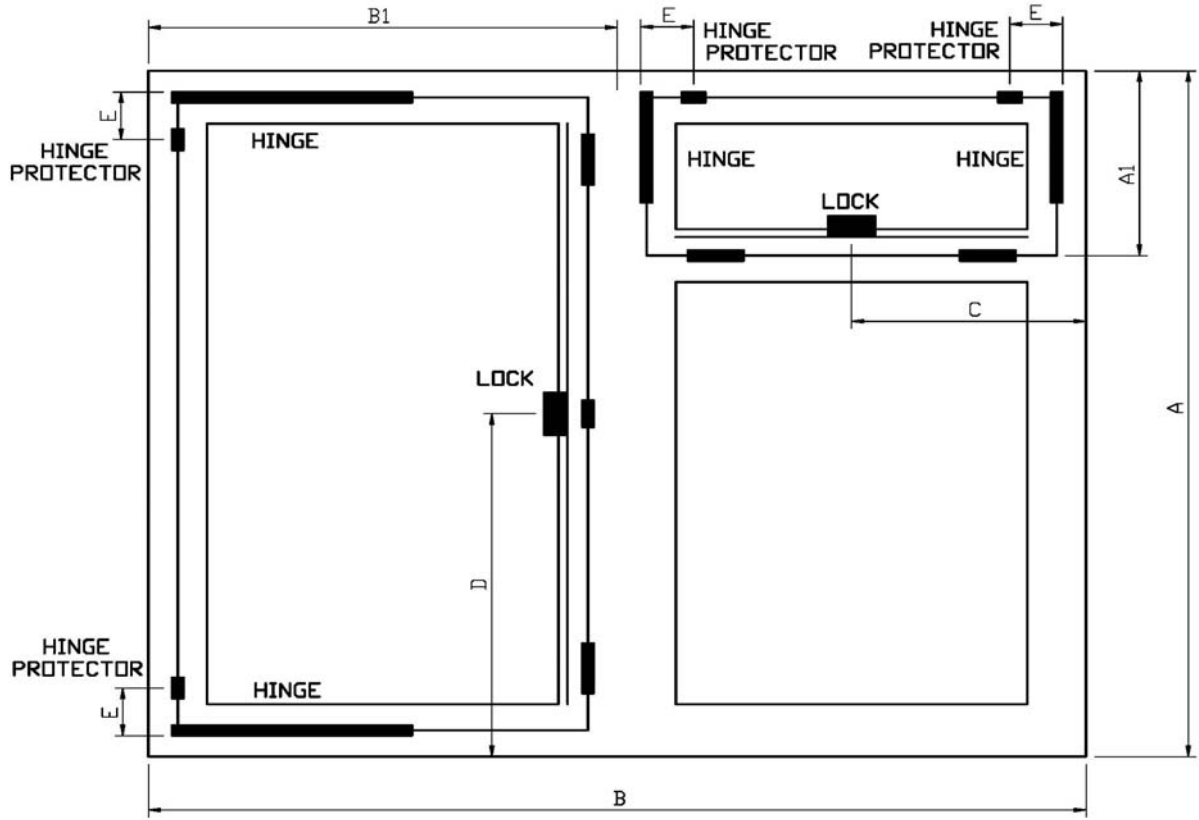 B1
E
HINGE
PROTECTOR
HINGE
PROTECTOR
E
E
HINGE
PROTECTOR
HINGE
HINGE
HINGE
A1
LOCK
C
LOCK
A
D
HINGE
PROTECTOR
HINGE
E
B